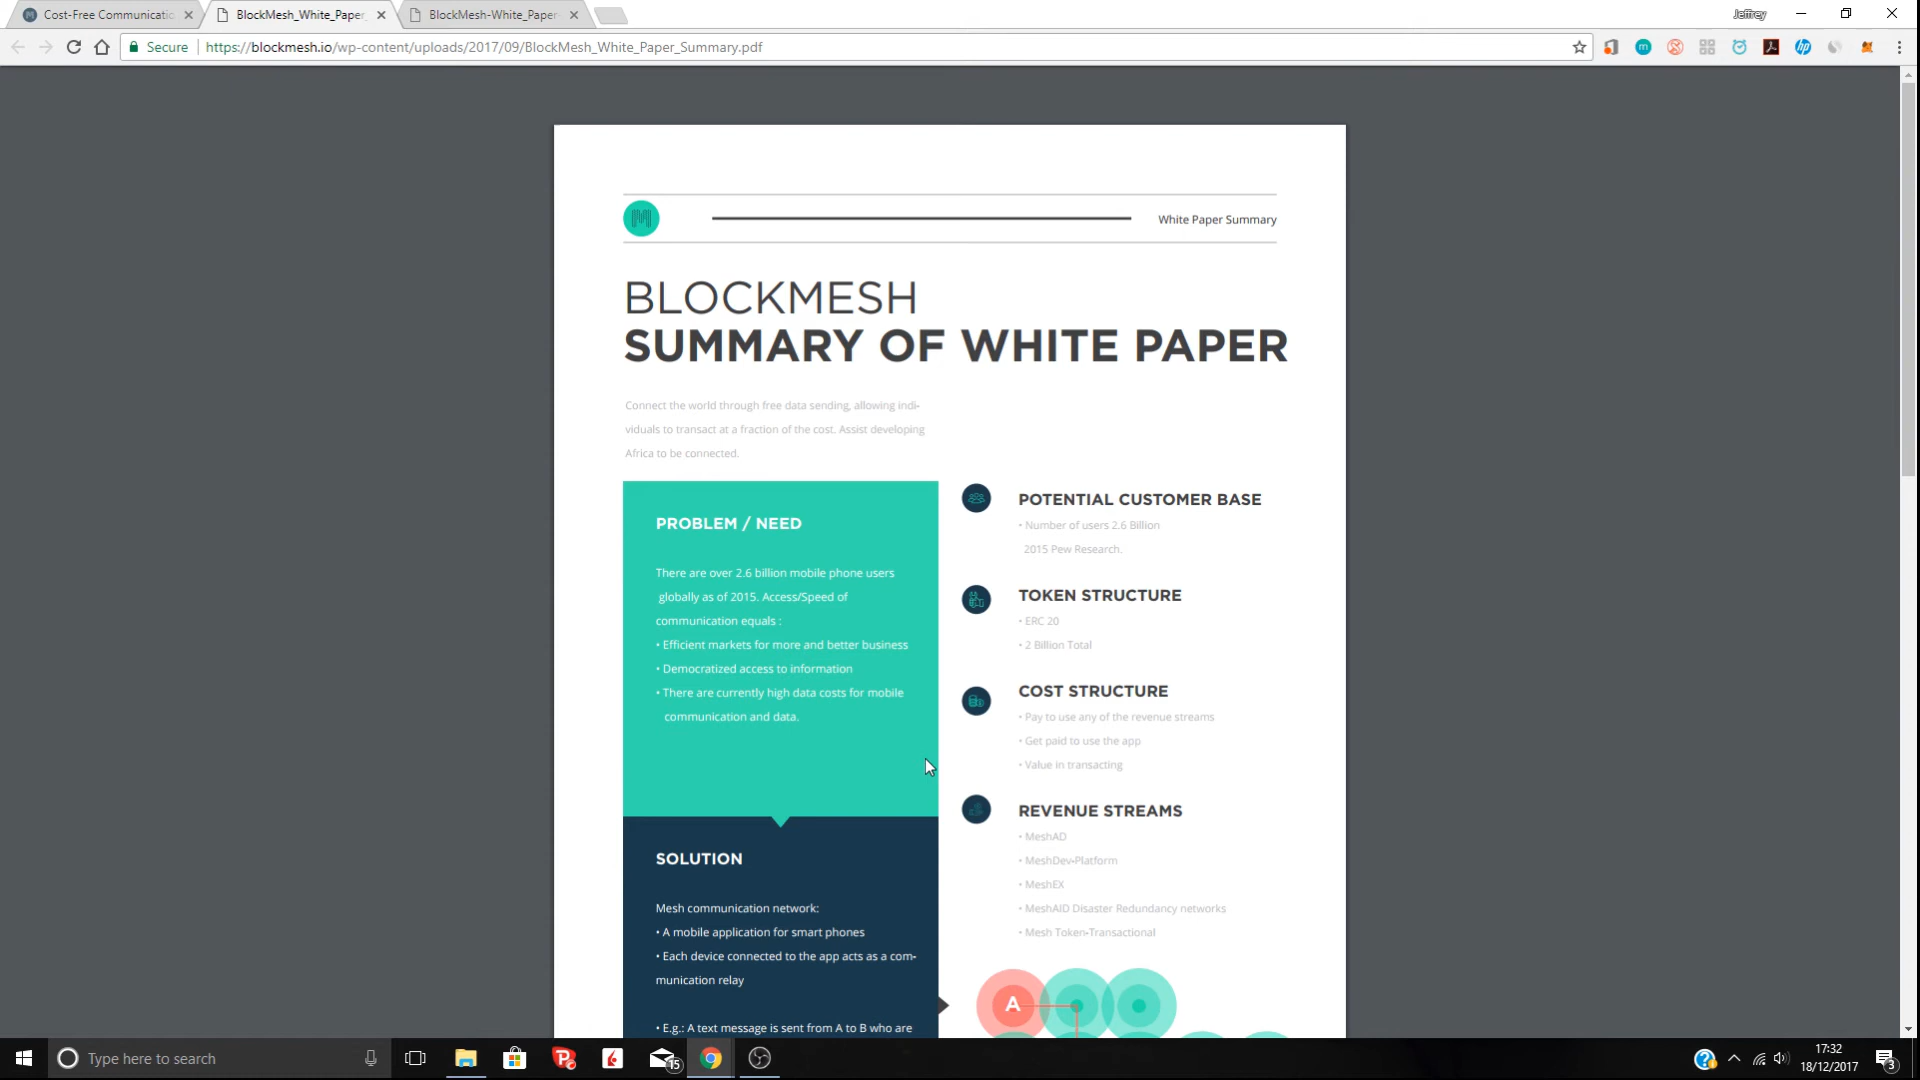 Cost-Free Communicatio
BlockMesh_White_Paper_
BlockMesh-White_Paper-
Jeffrey
Secure
https://blockmesh.io/wp-content/uploads/2017/09/BlockMesh_White_Paper_Summary.pdf
White Paper Summary
BLOCKMESH
SUMMARY OF WHITE PAPER
Connect the world through free data sending, allowing indi-
viduals to transact at a fraction of the cost. Assist developing
Africa to be connected.
PROBLEM / NEED
There are over 2.6 billion mobile phone users
globally as of 2015. Access/Speed of
communication equals :
• Efficient markets for more and better business
• Democratized access to information
• There are currently high data costs for mobile
communication and data.
SOLUTION
Mesh communication network:
• A mobile application for smart phones
• Each device connected to the app acts as a com-
munication relay
• E.g.: A text message is sent from A to B who are
POTENTIAL CUSTOMER BASE
• Number of users 2.6 Billion
2015 Pew Research.
TOKEN STRUCTURE
• ERC 20
• 2 Billion Total
COST STRUCTURE
• Pay to use any of the revenue streams
• Get paid to use the app
• Value in transacting
REVENUE STREAMS
• MeshAD
• MeshDev-Platform
• MeshEX
• MeshAID Disaster Redundancy networks
• Mesh Token-Transactional
A
Type here to search
15
17:32
18/12/2017
3